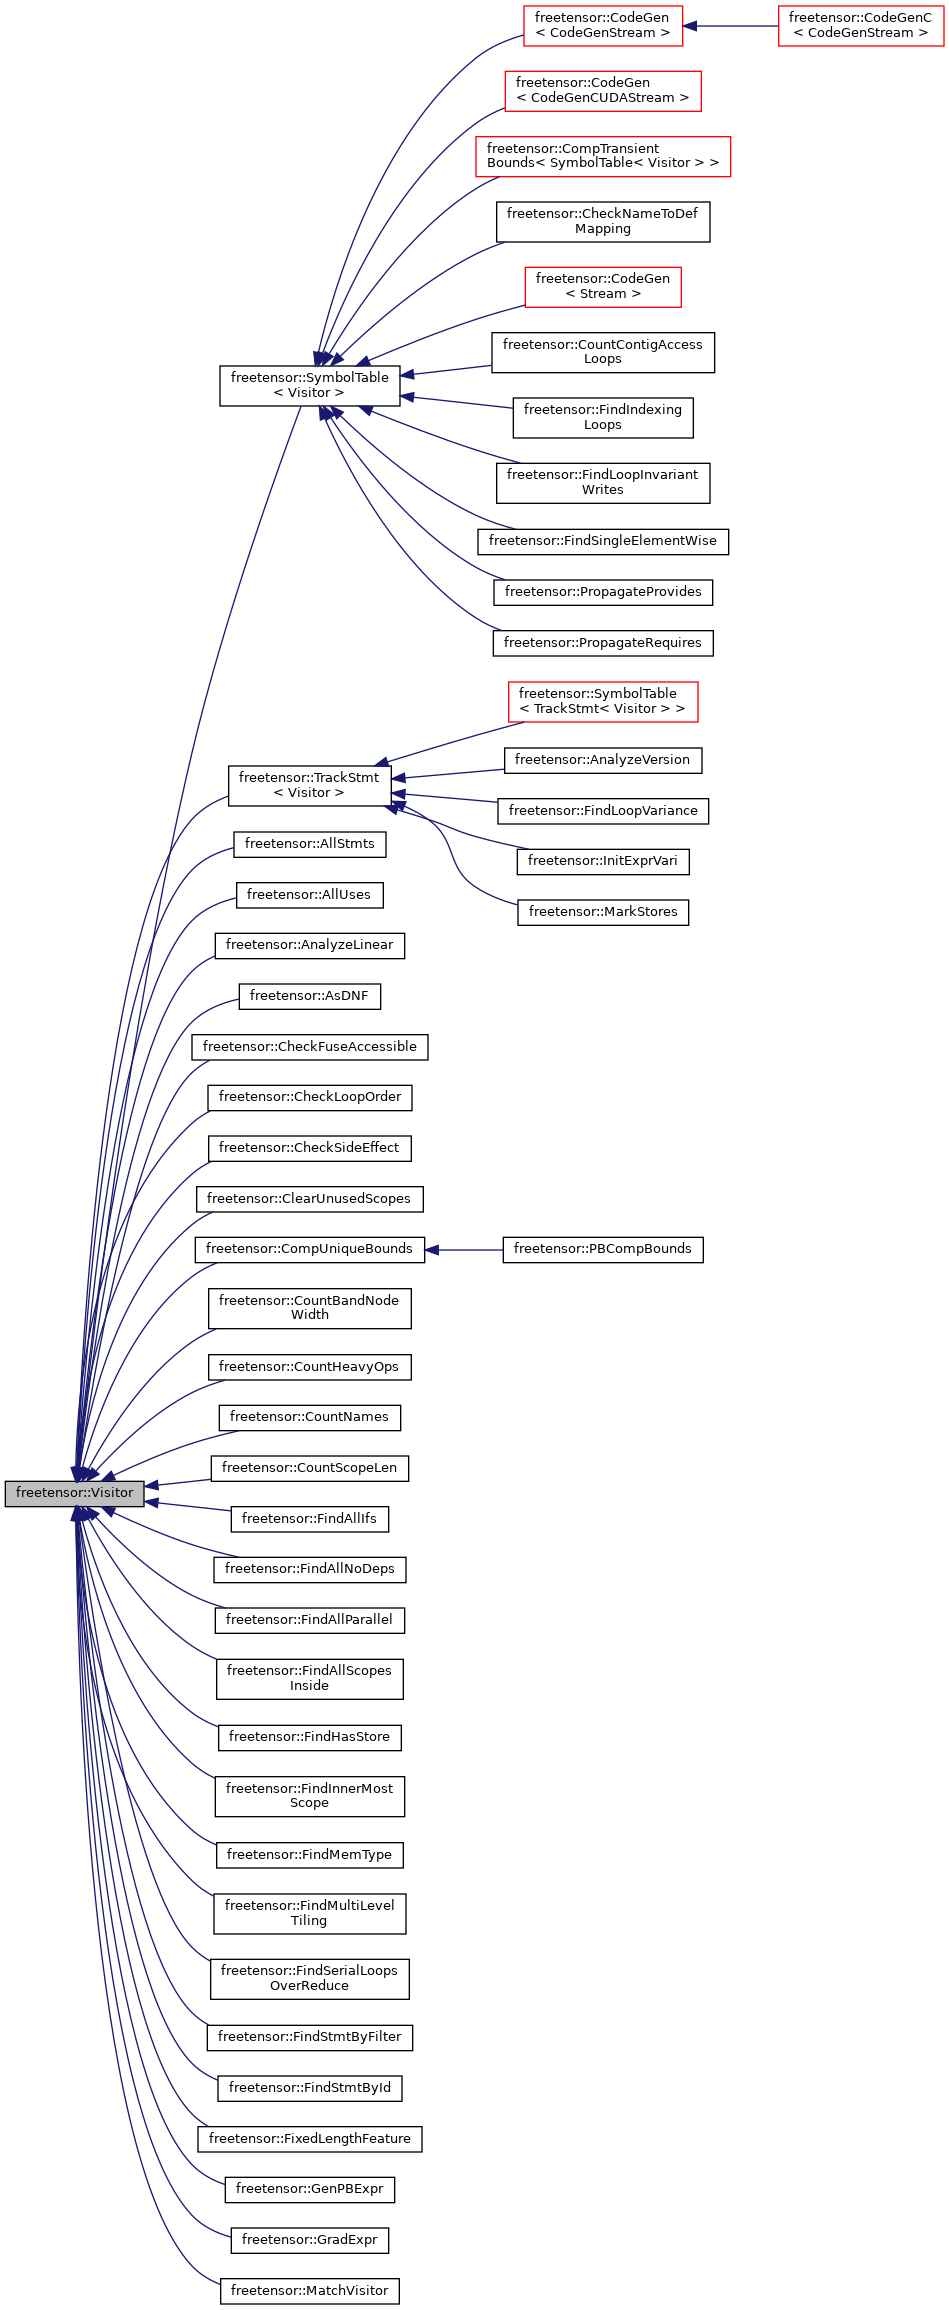 freetensor::CodeGen
< CodeGenStream >
freetensor::CodeGenC
< CodeGenStream >
freetensor::CodeGen
< CodeGenCUDAStream >
freetensor::CompTransient
Bounds< SymbolTable< Visitor > >
freetensor::CheckNameToDef
Mapping
freetensor::CodeGen
< Stream >
freetensor::CountContigAccess
Loops
freetensor::SymbolTable
< Visitor >
freetensor::FindIndexing
Loops
freetensor::FindLoopInvariant
Writes
freetensor::FindSingleElementWise
freetensor::PropagateProvides
freetensor::PropagateRequires
freetensor::SymbolTable
< TrackStmt< Visitor > >
freetensor::AnalyzeVersion
freetensor::TrackStmt
< Visitor >
freetensor::FindLoopVariance
freetensor::AllStmts
freetensor::InitExprVari
freetensor::AllUses
freetensor::MarkStores
freetensor::AnalyzeLinear
freetensor::AsDNF
freetensor::CheckFuseAccessible
freetensor::CheckLoopOrder
freetensor::CheckSideEffect
freetensor::ClearUnusedScopes
freetensor::CompUniqueBounds
freetensor::PBCompBounds
freetensor::CountBandNode
Width
freetensor::CountHeavyOps
freetensor::CountNames
freetensor::CountScopeLen
freetensor::Visitor
freetensor::FindAllIfs
freetensor::FindAllNoDeps
freetensor::FindAllParallel
freetensor::FindAllScopes
Inside
freetensor::FindHasStore
freetensor::FindInnerMost
Scope
freetensor::FindMemType
freetensor::FindMultiLevel
Tiling
freetensor::FindSerialLoops
OverReduce
freetensor::FindStmtByFilter
freetensor::FindStmtById
freetensor::FixedLengthFeature
freetensor::GenPBExpr
freetensor::GradExpr
freetensor::MatchVisitor